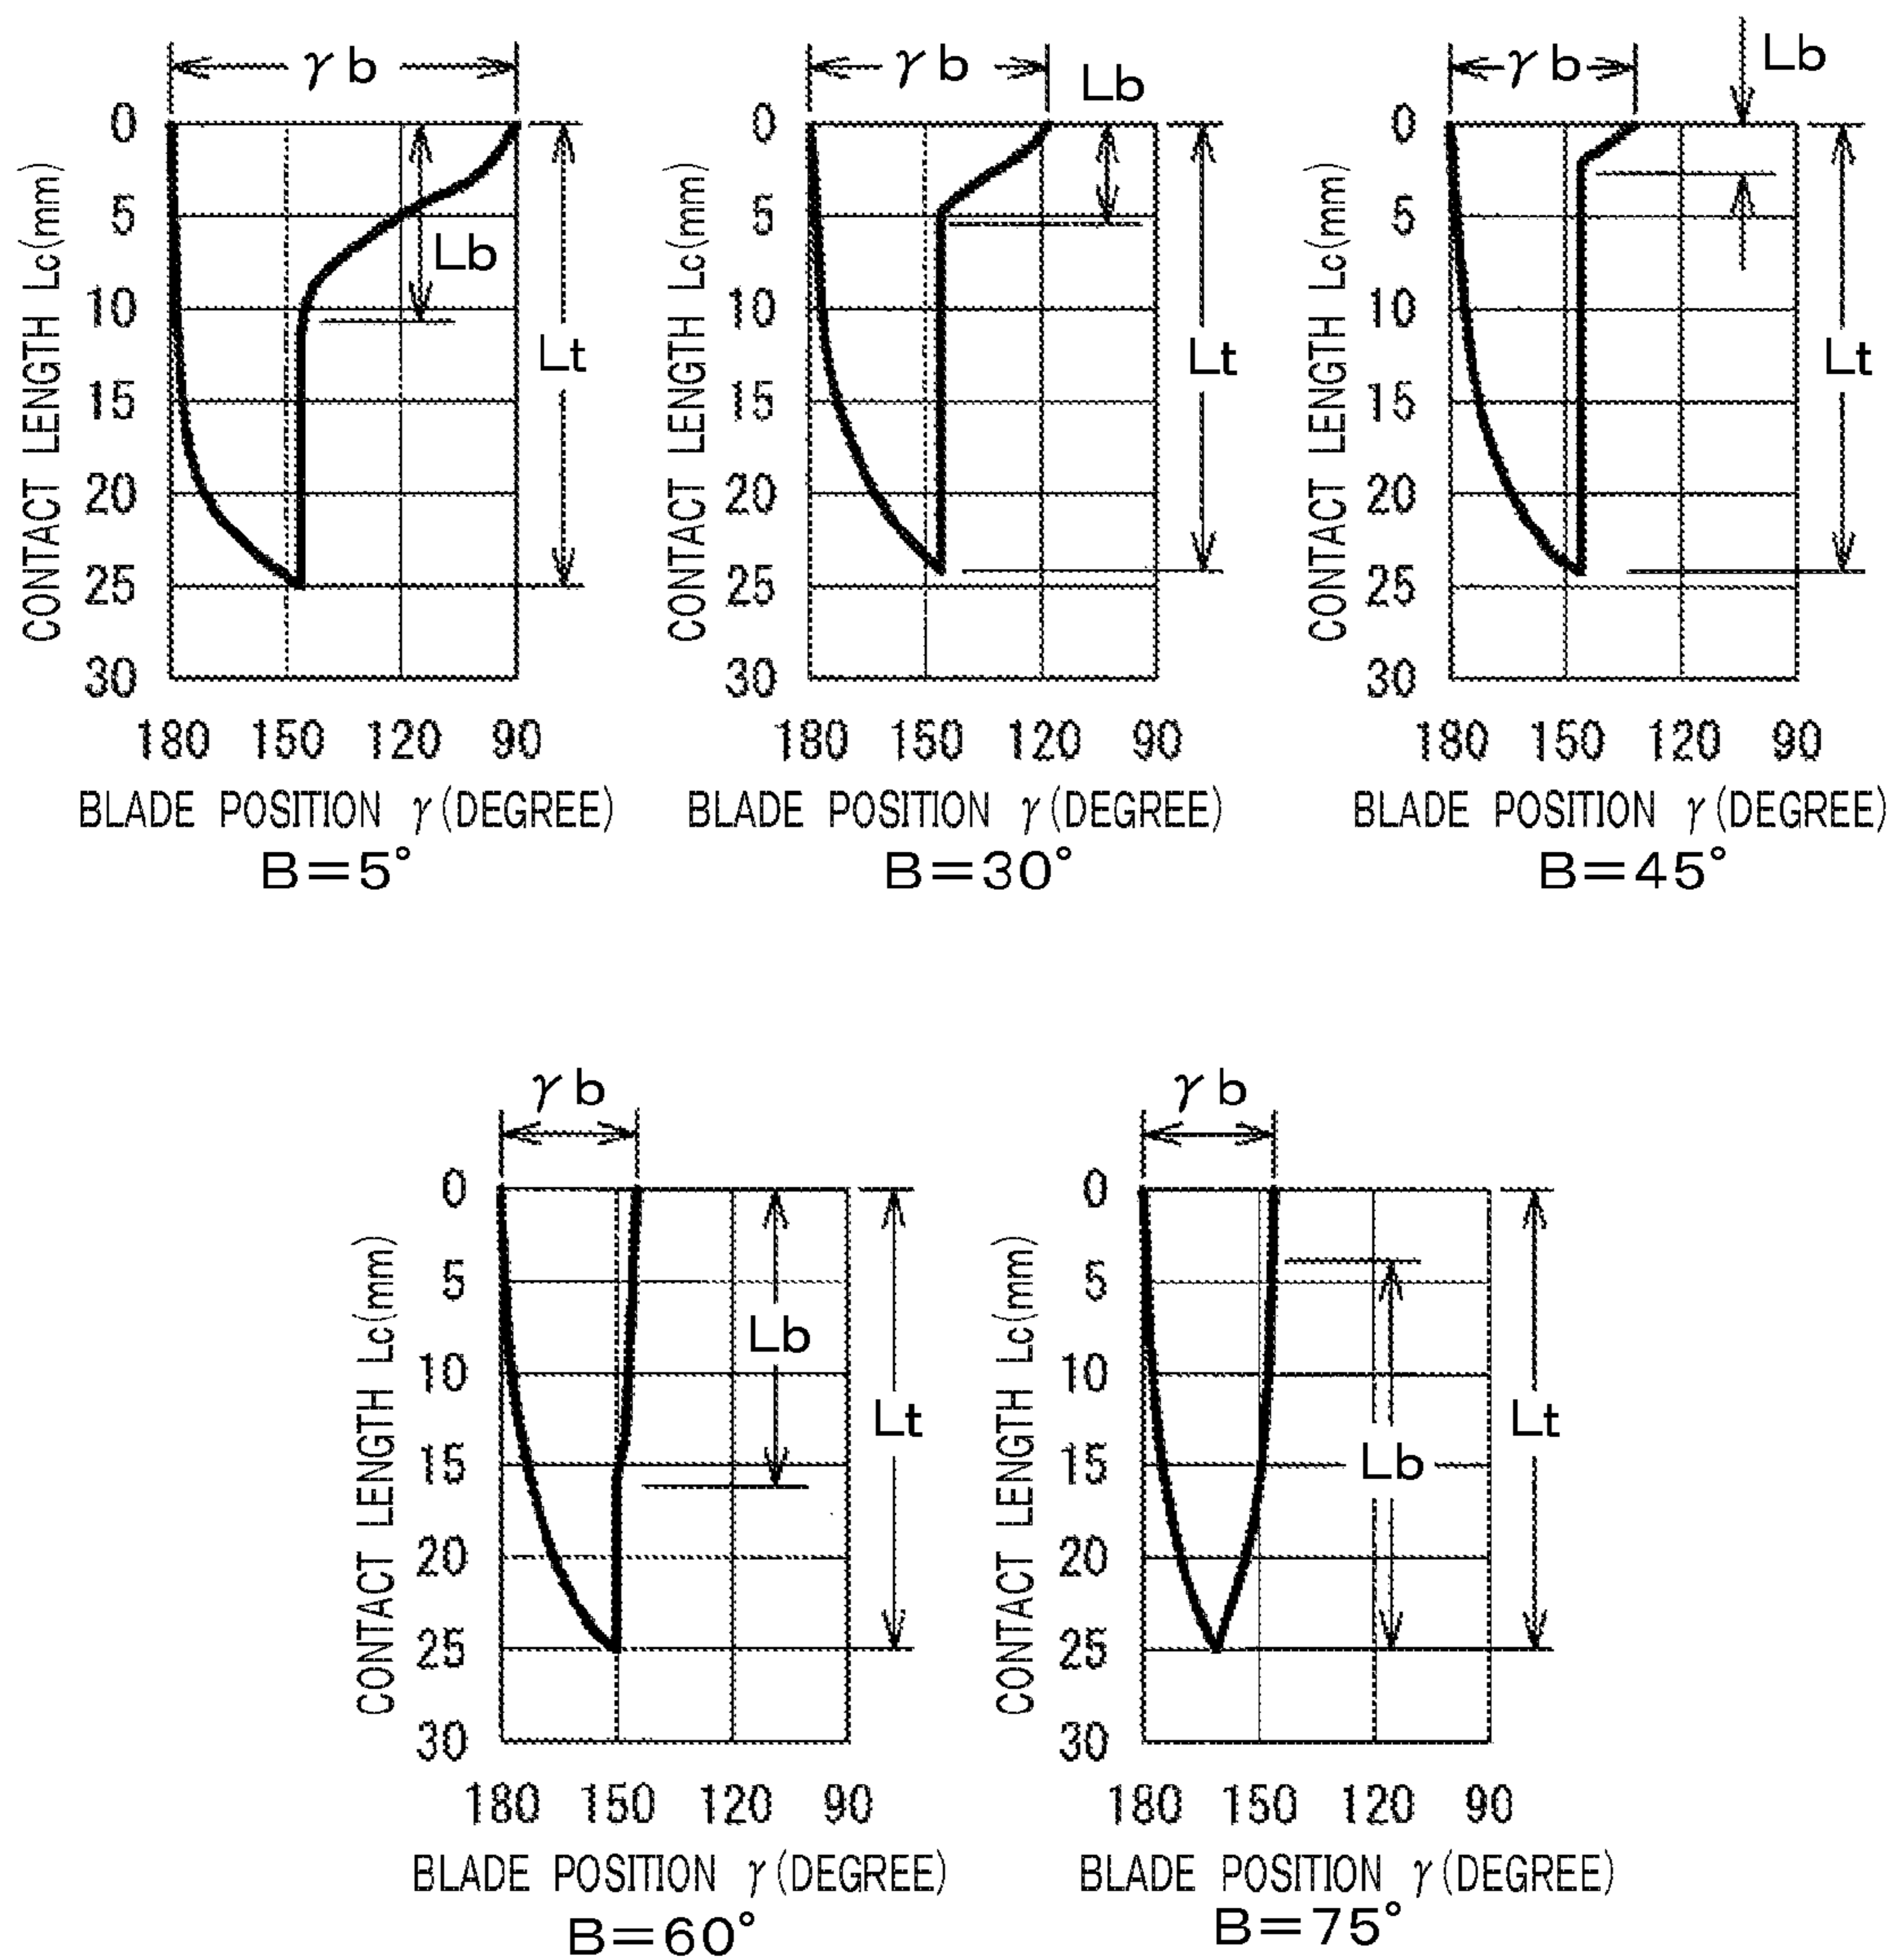 γb
γb
Lb
γb
Lb
0
5
10
15
20
25
30
CONTACT LENGTH Lc(mm)
Lb
Lt
180 150 120 90
BLADE POSITION γ(DEGREE)
B=5°
0
5
10
15
20
25
30
CONTACT LENGTH Lc(mm)
Lt
180 150 120 90
BLADE POSITION γ(DEGREE)
B=30°
0
5
10
15
20
25
30
CONTACT LENGTH Lc(mm)
Lt
180 150 120 90
BLADE POSITION γ(DEGREE)
B=45°
γb
0
5
10
15
20
25
30
CONTACT LENGTH Lc(mm)
Lb
Lt
180 150 120 90
BLADE POSITION γ(DEGREE)
B=60°
γb
0
5
10
15
20
25
30
CONTACT LENGTH Lc(mm)
Lb
Lt
180 150 120 90
BLADE POSITION γ(DEGREE)
B=75°